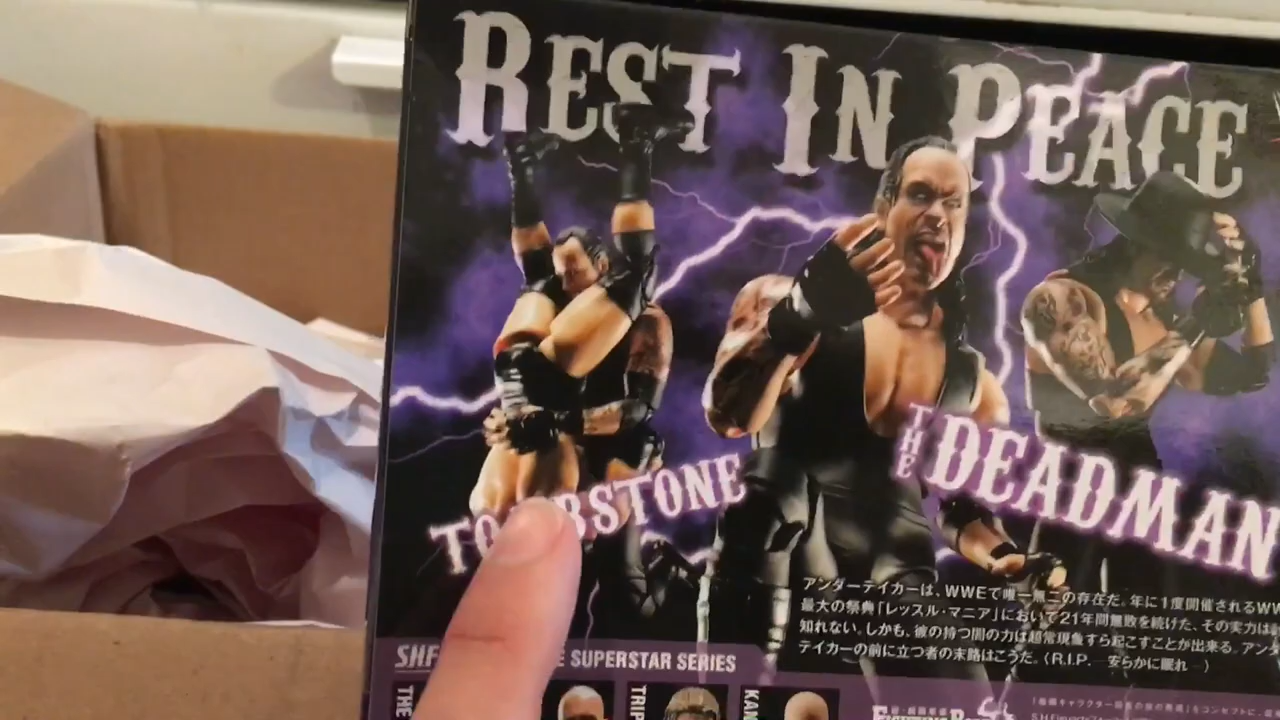 REST IN PEACE
THE DEADMAN
アンダーテイカーは、WWEで唯一無二の存在だ。年に1度開催されるWW
最大の祭典「レッスル・マニア」において21年間無敗を続けた、その実力は
知れない。しかも、彼の持つ闇の力は超常現象すら起こすことが出来る。アンダ
テイカーの前に立つ者の末路はこうだ。〈R.I.P. ─安らかに眠れ─〉
SUPERSTAR SERIES
THE
TRIP
KAN